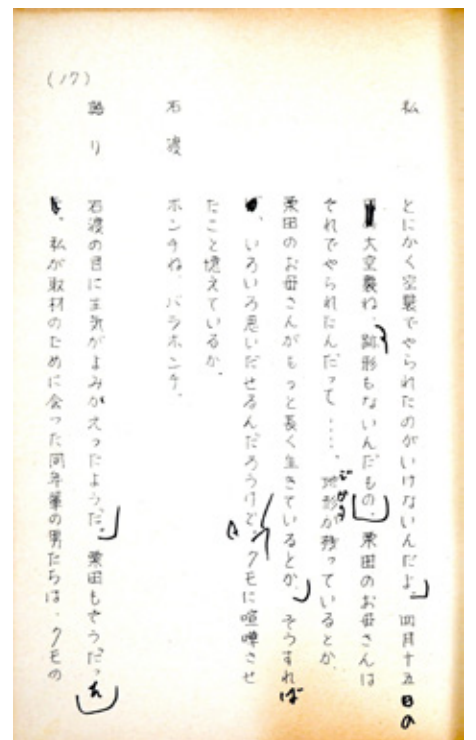 (17)
私　とにかく空襲でやられたのがいけないんだよ。四月十五日の
大空襲ね、跡形もないんだもの。栗田のお母さんは
それでやられたんだって……、地形が残っているとか、
栗田のお母さんがもっと長く生きているとか、そうすれば
、いろいろ思いだせるんだろうけど、クモに喧嘩させ
たこと憶えているか、
石渡　ホンチね、バラホンチ、
語り　石渡の目に生気がよみがえったようだ。栗田もそうだった
、私が取材のために会った同年輩の男たちは、クモの